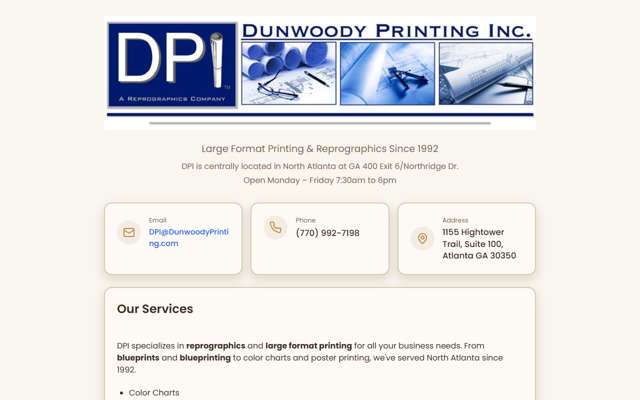 DPI
TM
A Reprographics Company
Dunwoody Printing Inc.
Large Format Printing & Reprographics Since 1992
DPI is centrally located in North Atlanta at GA 400 Exit 6/Northridge Dr.
Open Monday – Friday 7:30am to 6pm
Email
DPI@DunwoodyPrinti
ng.com
Phone
(770) 992-7198
Address
1155 Hightower
Trail, Suite 100,
Atlanta GA 30350
Our Services
DPI specializes in reprographics and large format printing for all your business needs. From
blueprints and blueprinting to color charts and poster printing, we've served North Atlanta since
1992.
• Color Charts